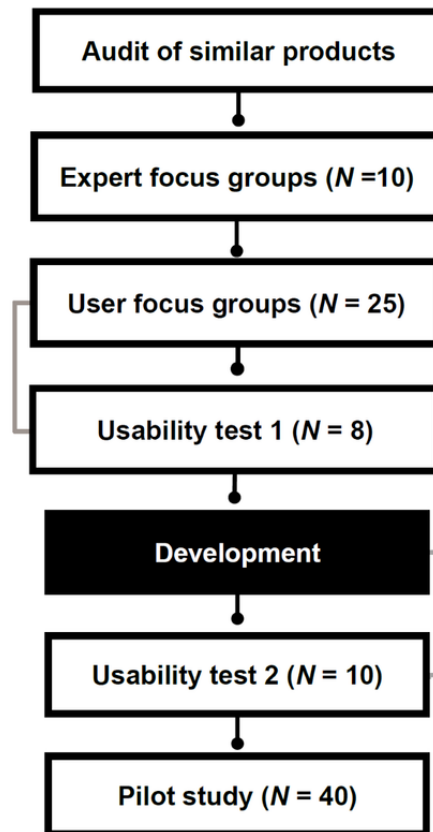 Audit of similar products
Expert focus groups (N =10)
User focus groups (N = 25)
Usability test 1 (N = 8)
Development
Usability test 2 (N = 10)
Pilot study (N = 40)